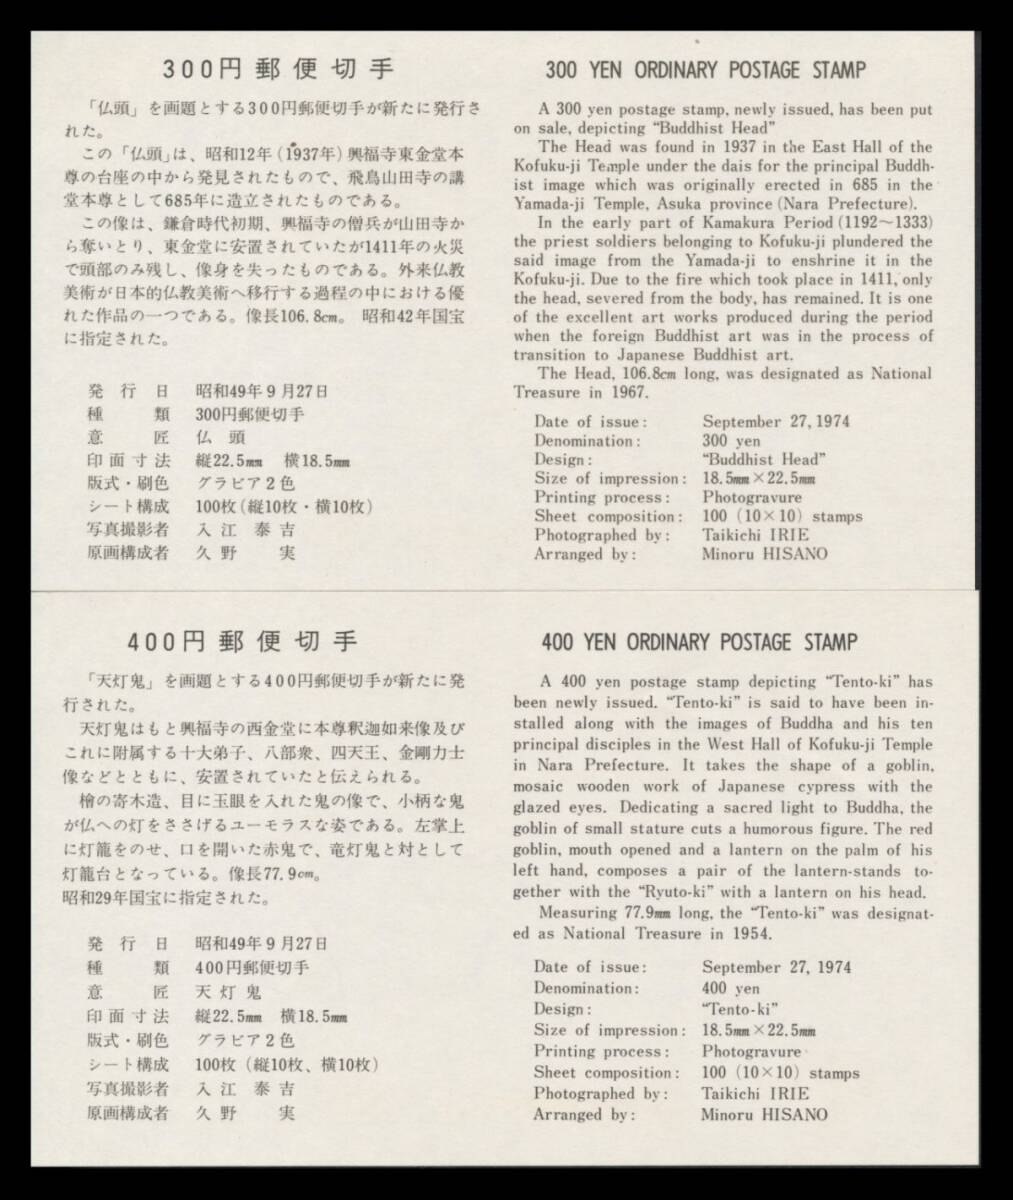 300円郵便切手
「仏頭」を画題とする300円郵便切手が新たに発行さ
れた。
この「仏頭」は、昭和12年(1937年)興福寺東金堂本
尊の台座の中から発見されたもので、飛鳥山田寺の講
堂本尊として685年に造立されたものである。
この像は、鎌倉時代初期、興福寺の僧兵が山田寺か
ら奪いとり、東金堂に安置されていたが1411年の火災
で頭部のみ残し、像身を失ったものである。外来仏教
美術が日本的仏教美術へ移行する過程の中における優
れた作品の一つである。像長106.8cm。 昭和42年国宝
に指定された。
発行日 昭和49年9月27日
種類 300円郵便切手
意匠 仏頭
印面寸法 縦22.5mm 横18.5mm
版式・刷色 グラビア2色
シート構成 100枚(縦10枚・横10枚)
写真撮影者 入江泰吉
原画構成者 久野実
300 YEN ORDINARY POSTAGE STAMP
A 300 yen postage stamp, newly issued, has been put
on sale, depicting “Buddhist Head”
The Head was found in 1937 in the East Hall of the
Kofuku-ji Temple under the dais for the principal Buddh-
ist image which was originally erected in 685 in the
Yamada-ji Temple, Asuka province (Nara Prefecture).
In the early part of Kamakura Period (1192～1333)
the priest soldiers belonging to Kofuku-ji plundered the
said image from the Yamada-ji to enshrine it in the
Kofuku-ji. Due to the fire which took place in 1411, only
the head, severed from the body, has remained. It is one
of the excellent art works produced during the period
when the foreign Buddhist art was in the process of
transition to Japanese Buddhist art.
The Head, 106.8cm long, was designated as National
Treasure in 1967.
Date of issue: September 27, 1974
Denomination: 300 yen
Design: “Buddhist Head”
Size of impression: 18.5mm×22.5mm
Printing process: Photogravure
Sheet composition: 100 (10×10) stamps
Photographed by: Taikichi IRIE
Arranged by: Minoru HISANO
400円郵便切手
「天灯鬼」を画題とする400円郵便切手が新たに発
行された。
天灯鬼はもと興福寺の西金堂に本尊釈迦如来像及び
これに附属する十大弟子、八部衆、四天王、金剛力士
像などとともに、安置されていたと伝えられる。
檜の寄木造、目に玉眼を入れた鬼の像で、小柄な鬼
が仏への灯をささげるユーモラスな姿である。左掌上
に灯籠をのせ、口を開いた赤鬼で、竜灯鬼と対として
灯籠台となっている。像長77.9cm。
昭和29年国宝に指定された。
発行日 昭和49年9月27日
種類 400円郵便切手
意匠 天灯鬼
印面寸法 縦22.5mm 横18.5mm
版式・刷色 グラビア2色
シート構成 100枚(縦10枚、横10枚)
写真撮影者 入江泰吉
原画構成者 久野実
400 YEN ORDINARY POSTAGE STAMP
A 400 yen postage stamp depicting “Tento-ki” has
been newly issued. “Tento-ki” is said to have been in-
stalled along with the images of Buddha and his ten
principal disciples in the West Hall of Kofuku-ji Temple
in Nara Prefecture. It takes the shape of a goblin,
mosaic wooden work of Japanese cypress with the
glazed eyes. Dedicating a sacred light to Buddha, the
goblin of small stature cuts a humorous figure. The red
goblin, mouth opened and a lantern on the palm of his
left hand, composes a pair of the lantern-stands to-
gether with the “Ryuto-ki” with a lantern on his head.
Measuring 77.9mm long, the “Tento-ki” was designat-
ed as National Treasure in 1954.
Date of issue: September 27, 1974
Denomination: 400 yen
Design: “Tento-ki”
Size of impression: 18.5mm×22.5mm
Printing process: Photogravure
Sheet composition: 100 (10×10) stamps
Photographed by: Taikichi IRIE
Arranged by: Minoru HISANO